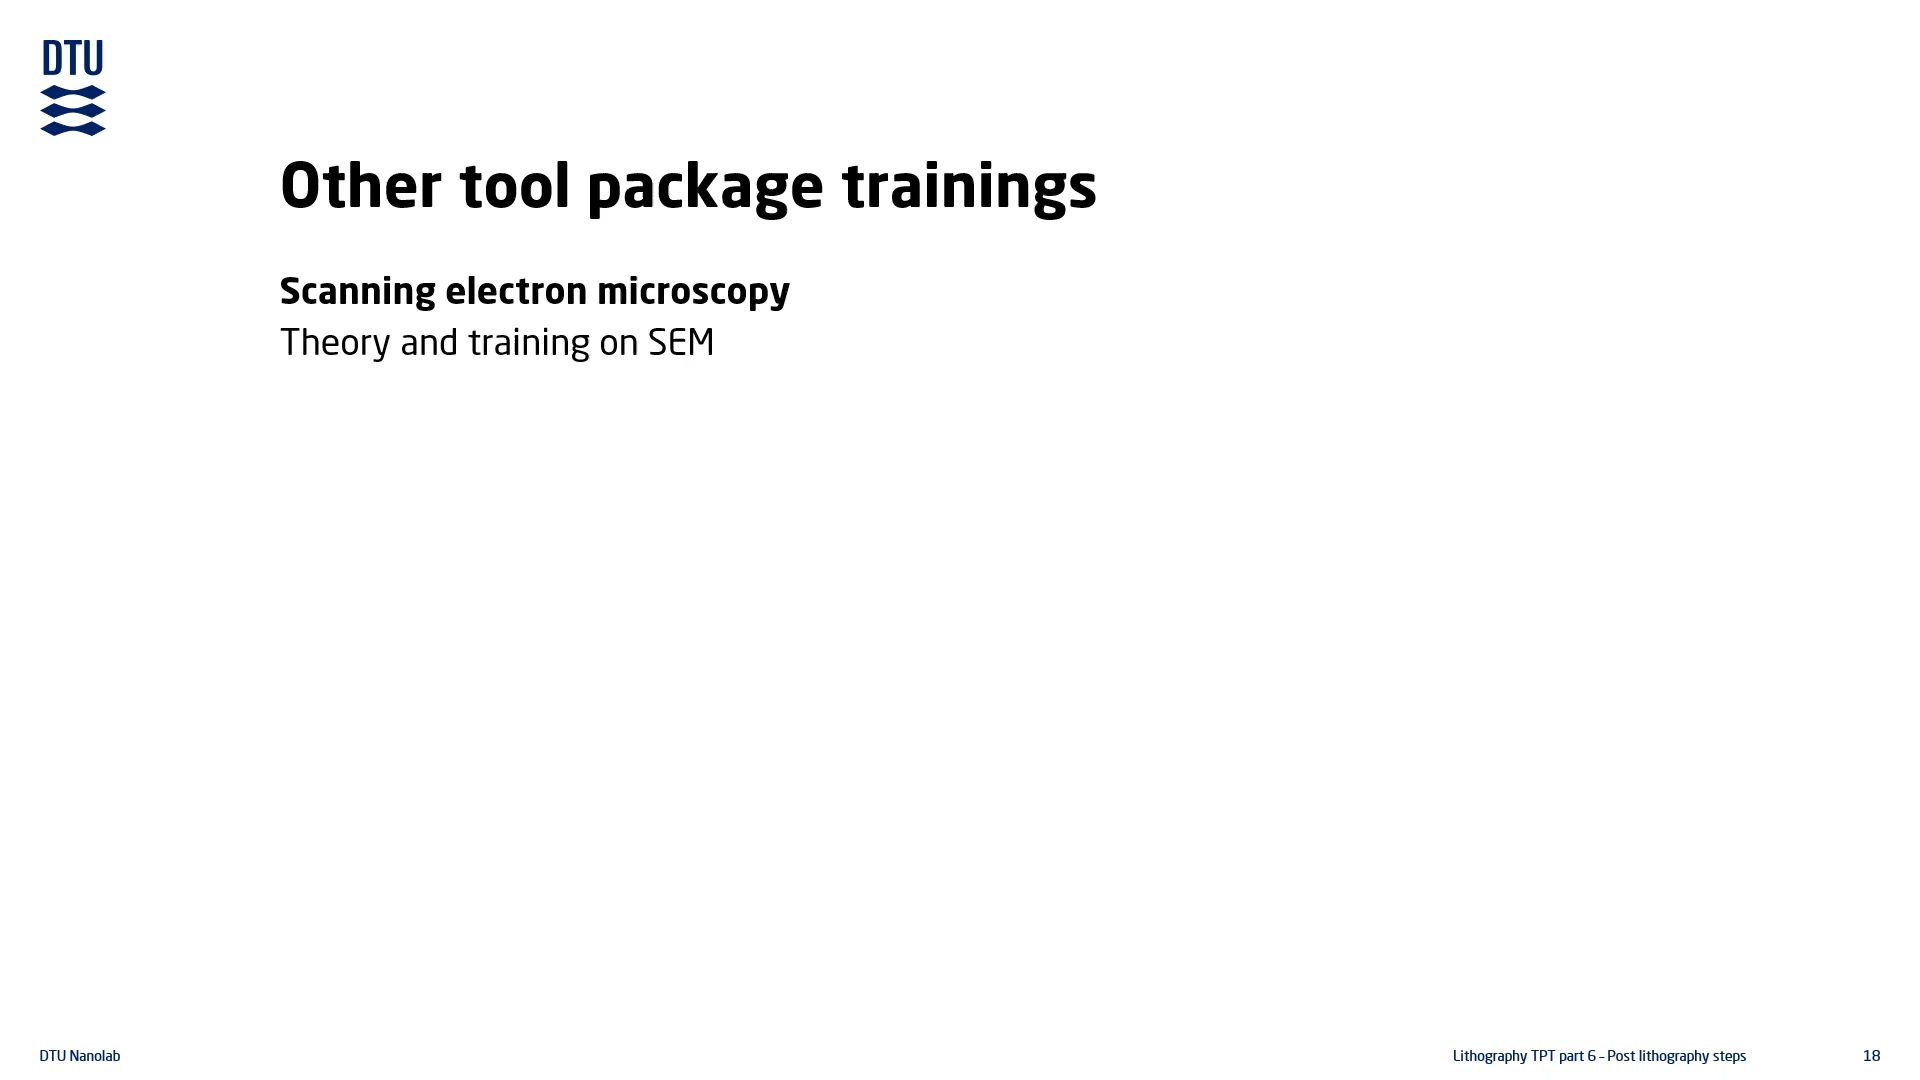 DTU
Other tool package trainings
Scanning electron microscopy
Theory and training on SEM
DTU Nanolab
Lithography TPT part 6 – Post lithography steps
18